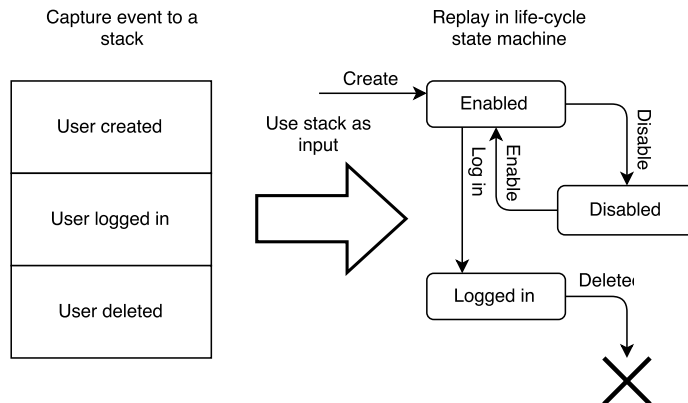 Capture event to a
stack
Replay in life-cycle
state machine
User created
User logged in
User deleted
Use stack as
input
Create
Enabled
Disable
Log in
Enable
Disabled
Logged in
Delete